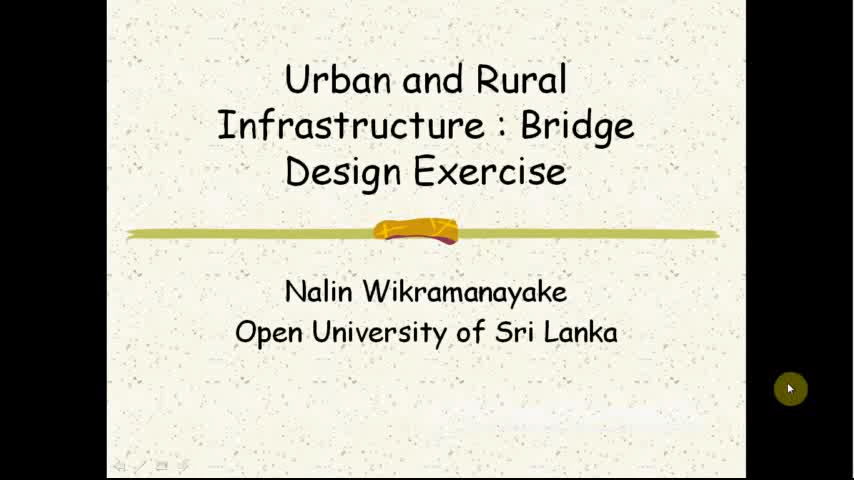 Urban and Rural
Infrastructure : Bridge
Design Exercise
Nalin Wikramanayake
Open University of Sri Lanka